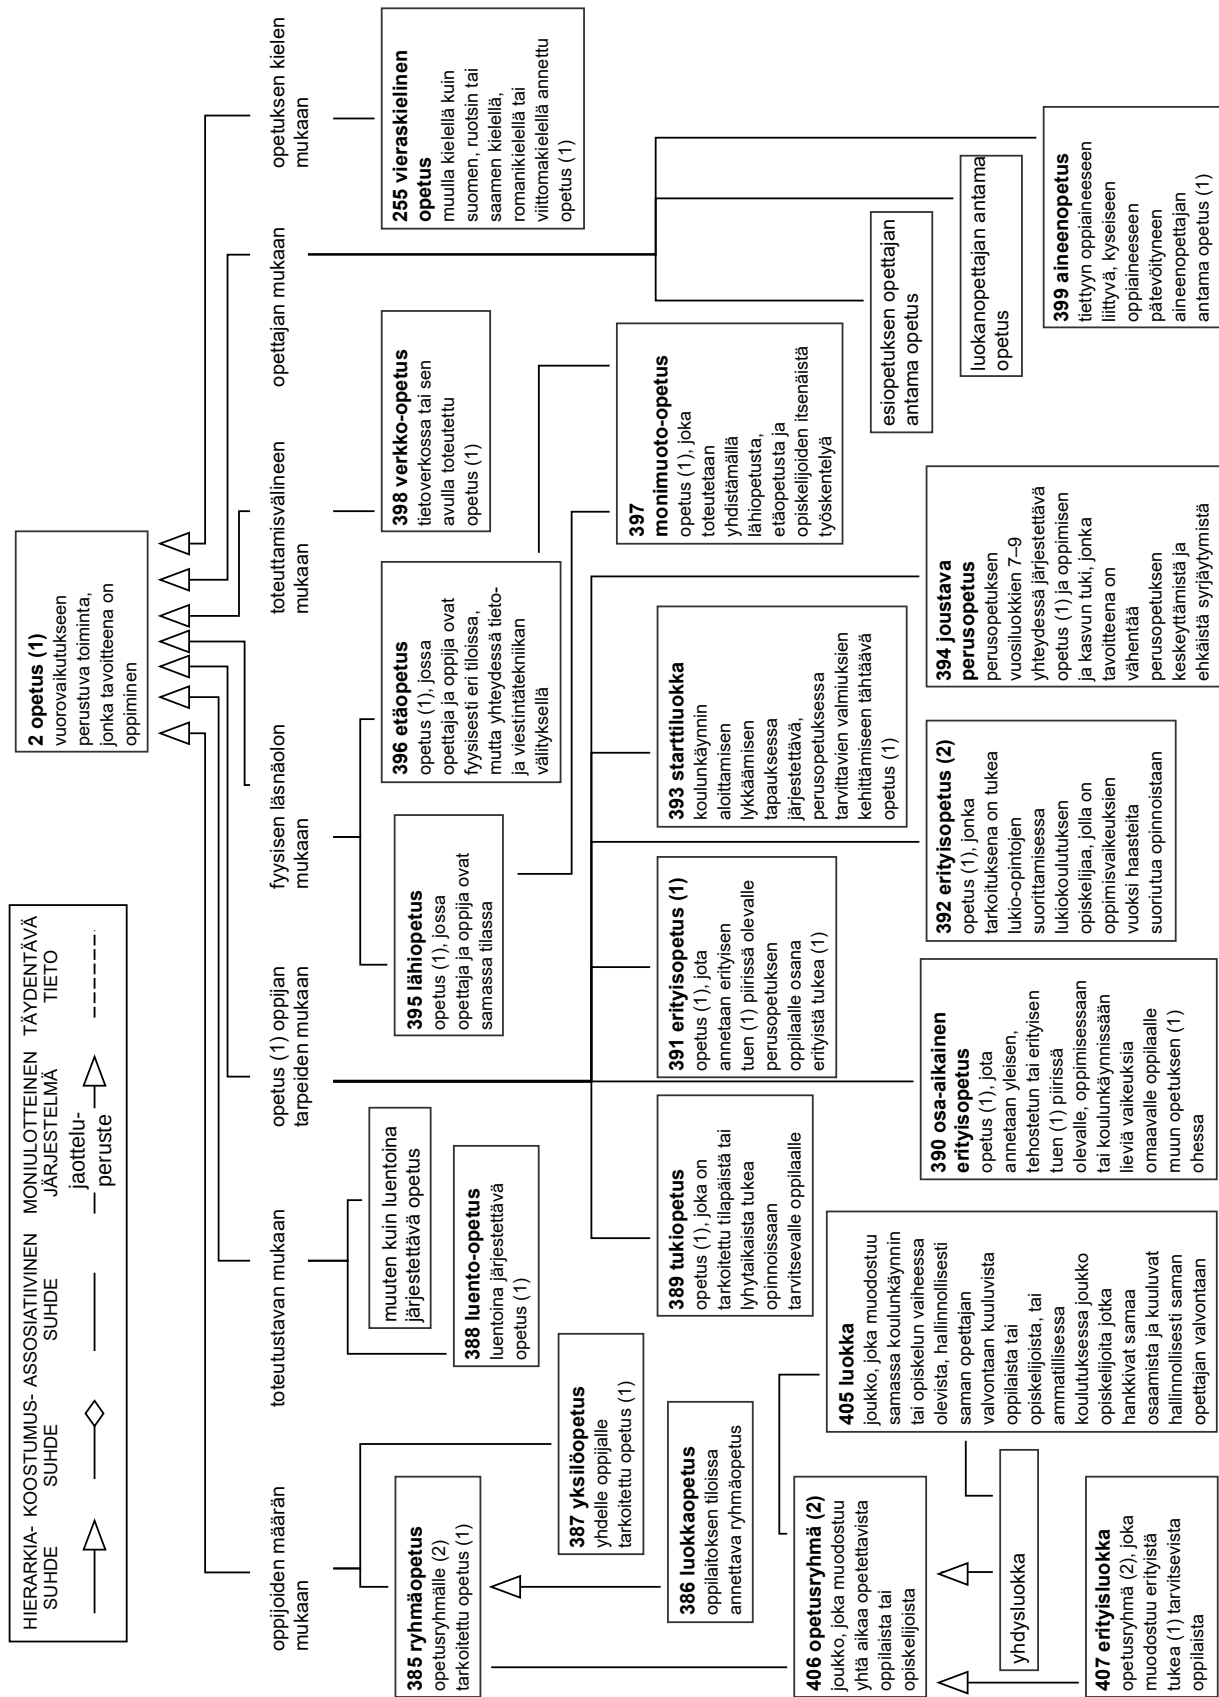 HIERARKIA-
SUHDE
KOOSTUMUS-
SUHDE
ASSOSIATIIVINEN
SUHDE
MONIULOTTEINEN
JÄRJESTELMÄ
jaottelu-
peruste
TÄYDENTÄVÄ
TIETO
2 opetus (1)
vuorovaikutukseen
perustuva toiminta,
jonka tavoitteena on
oppiminen
oppijoiden määrän
mukaan
toteutustavan mukaan
opetus (1) oppijan
tarpeiden mukaan
fyysisen läsnäolon
mukaan
toteuttamisvälineen
mukaan
opettajan mukaan
opetuksen kielen
mukaan
385 ryhmäopetus
opetusryhmälle (2)
tarkoitettu opetus (1)
387 yksilöopetus
yhdelle oppijalle
tarkoitettu opetus (1)
386 luokkaopetus
oppilaitoksen tiloissa
annettava ryhmäopetus
muuten kuin luentoina
järjestettävä opetus
388 luento-opetus
luentoina järjestettävä
opetus (1)
395 lähiopetus
opetus (1), jossa
opettaja ja oppija ovat
samassa tilassa
396 etäopetus
opetus (1), jossa
opettaja ja oppija ovat
fyysisesti eri tiloissa,
mutta yhteydessä tieto-
ja viestintätekniikan
välityksellä
398 verkko-opetus
tietoverkossa tai sen
avulla toteutettu
opetus (1)
255 vieraskielinen
opetus
muulla kielellä kuin
suomen, ruotsin tai
saamen kielellä,
romanikielellä tai
viittomakielellä annettu
opetus (1)
389 tukiopetus
opetus (1), joka on
tarkoitettu tilapäistä tai
lyhytaikaista tukea
opinnoissaan
tarvitsevalle oppilaalle
391 erityisopetus (1)
opetus (1), jota
annetaan erityisen
tuen (1) piirissä olevalle
perusopetuksen
oppilaalle osana
erityistä tukea (1)
393 starttiluokka
koulunkäynnin
aloittamisen
lykkäämisen
tapauksessa
järjestettävä,
perusopetuksessa
tarvittavien valmiuksien
kehittämiseen tähtäävä
opetus (1)
397
monimuoto-opetus
opetus (1), joka
toteutetaan
yhdistämällä
lähiopetusta,
etäopetusta ja
opiskelijoiden itsenäistä
työskentelyä
esiopetuksen opettajan
antama opetus
luokanopettajan antama
opetus
399 aineenopetus
tiettyyn oppiaineeseen
liittyvä, kyseiseen
oppiaineeseen
pätevöityneen
aineenopettajan
antama opetus (1)
406 opetusryhmä (2)
joukko, joka muodostuu
yhtä aikaa opetettavista
oppilaista tai
opiskelijoista
405 luokka
joukko, joka muodostuu
samassa koulunkäynnin
tai opiskelun vaiheessa
olevista, hallinnollisesti
saman opettajan
valvontaan kuuluvista
oppilaista tai
opiskelijoista, tai
ammatillisessa
koulutuksessa joukko
opiskelijoita jotka
hankkivat samaa
osaamista ja kuuluvat
hallinnollisesti saman
opettajan valvontaan
390 osa-aikainen
erityisopetus
opetus (1), jota
annetaan yleisen,
tehostetun tai erityisen
tuen (1) piirissä
olevalle, oppimisessaan
tai koulunkäynnissään
lieviä vaikeuksia
omaavalle oppilaalle
muun opetuksen (1)
ohessa
392 erityisopetus (2)
opetus (1), jonka
tarkoituksena on tukea
lukio-opintojen
suorittamisessa
lukiokoulutuksen
opiskelijaa, jolla on
oppimisvaikeuksien
vuoksi haasteita
suoriutua opinnoistaan
394 joustava
perusopetus
perusopetuksen
vuosiluokkien 7–9
yhteydessä järjestettävä
opetus (1) ja oppimisen
ja kasvun tuki, jonka
tavoitteena on
vähentää
perusopetuksen
keskeyttämistä ja
ehkäistä syrjäytymistä
yhdysluokka
407 erityisluokka
opetusryhmä (2), joka
muodostuu erityistä
tukea (1) tarvitsevista
oppilaista